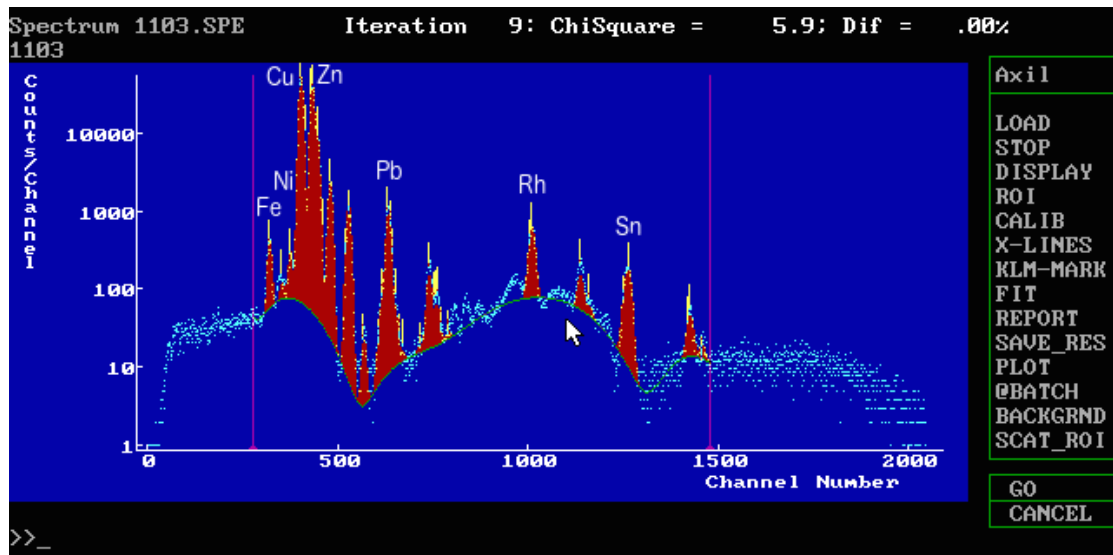 Spectrum 1103.SPE Iteration 9: ChiSquare = 5.9; Dif = .00%
1103
Counts/Channel
10000
1000
100
10
1
0 500 1000 1500 2000
Channel Number
Cu Zn
Ni
Fe
Pb
Rh
Sn
Axil
LOAD
STOP
DISPLAY
ROI
CALIB
X-LINES
KLM-MARK
FIT
REPORT
SAVE_RES
PLOT
@BATCH
BACKGRND
SCAT_ROI
GO
CANCEL
>>_